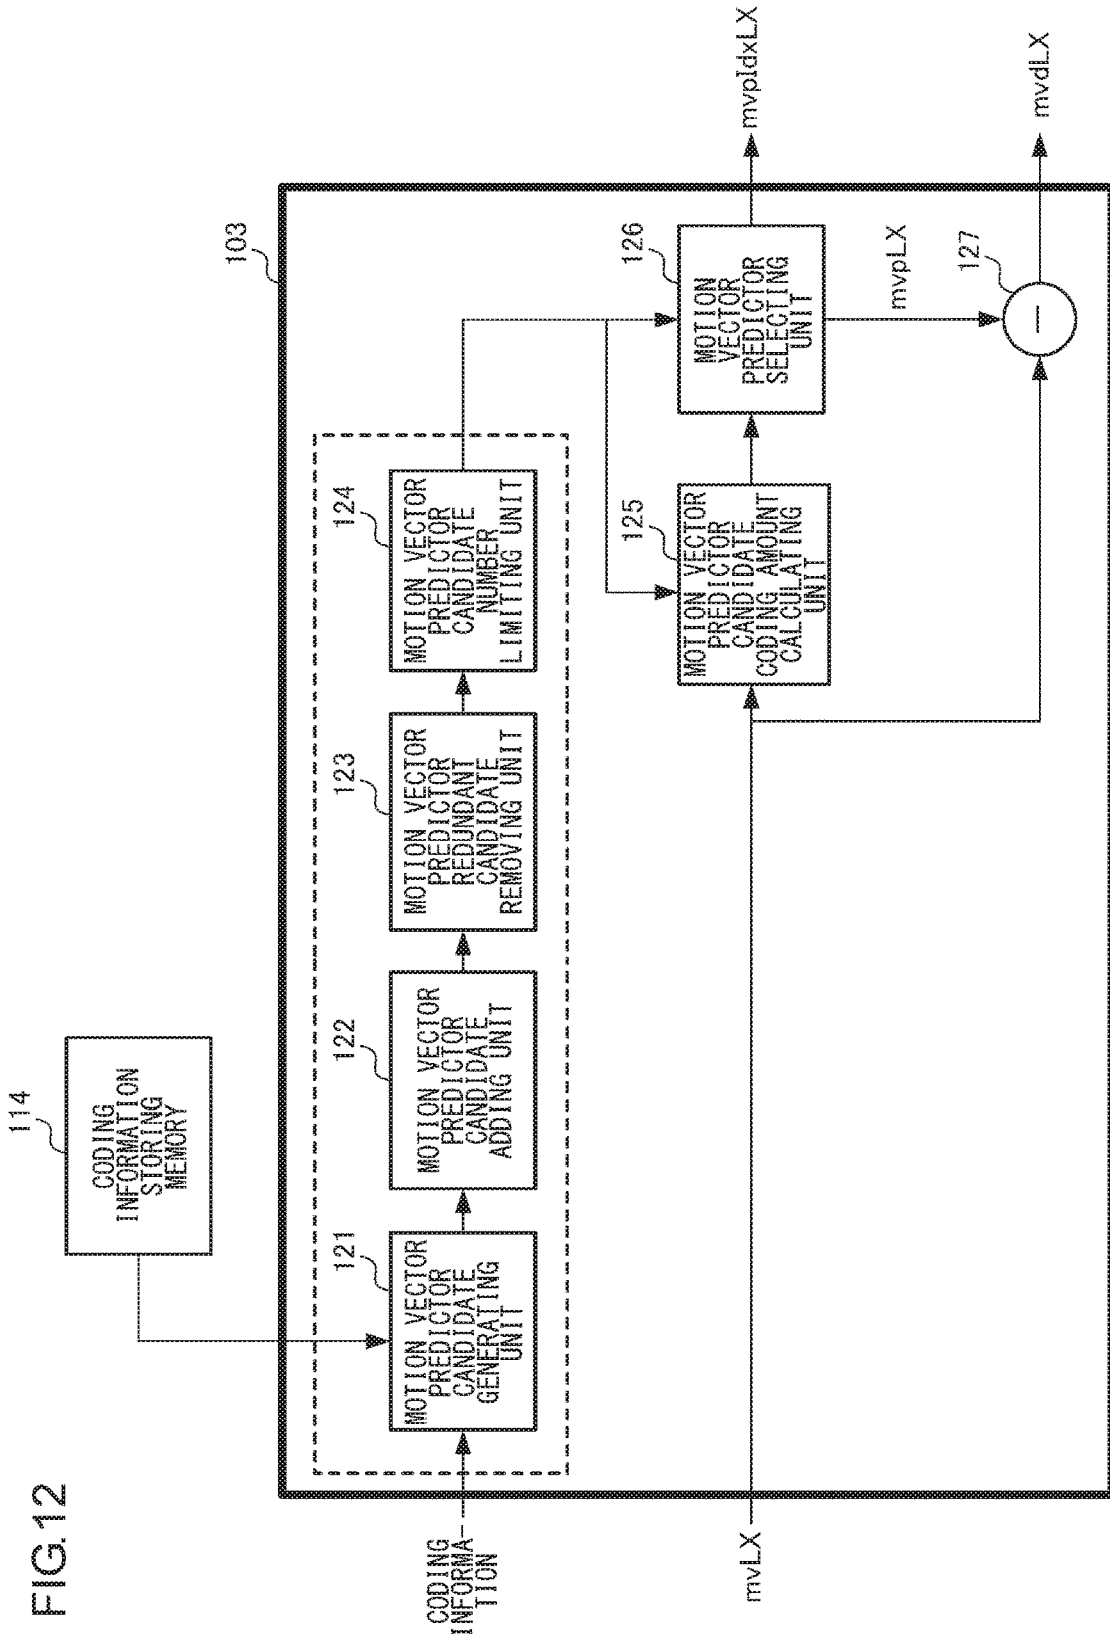 FIG.12
114
CODING
INFORMATION
STORING
MEMORY
103
CODING
INFORMA-
TION
121
MOTION VECTOR
PREDICTOR
CANDIDATE
GENERATING
UNIT
122
MOTION VECTOR
PREDICTOR
CANDIDATE
ADDING UNIT
123
MOTION VECTOR
PREDICTOR
REDUNDANT
CANDIDATE
REMOVING UNIT
124
MOTION VECTOR
PREDICTOR
CANDIDATE
NUMBER
LIMITING UNIT
mvLX
125
MOTION VECTOR
PREDICTOR
CANDIDATE
CODING AMOUNT
CALCULATING
UNIT
126
MOTION
VECTOR
PREDICTOR
SELECTING
UNIT
mvpIdxLX
mvpLX
127
−
mvdLX